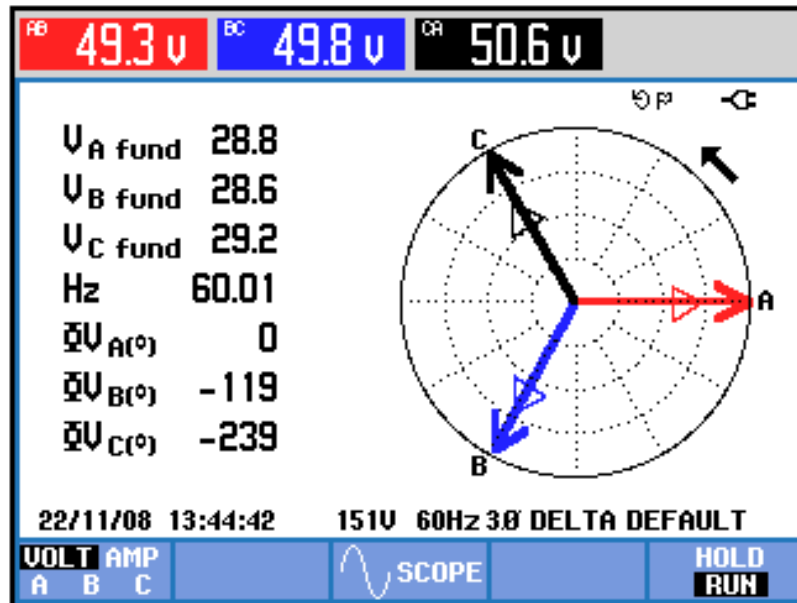 AB 49.3 V BC 49.8 V CA 50.6 V
VA fund 28.8
VB fund 28.6
VC fund 29.2
Hz 60.01
ΦVA(°) 0
ΦVB(°) -119
ΦVC(°) -239
C
A
B
22/11/08 13:44:42 151V 60Hz 3Ø DELTA DEFAULT
VOLT AMP
A B C
SCOPE
HOLD
RUN